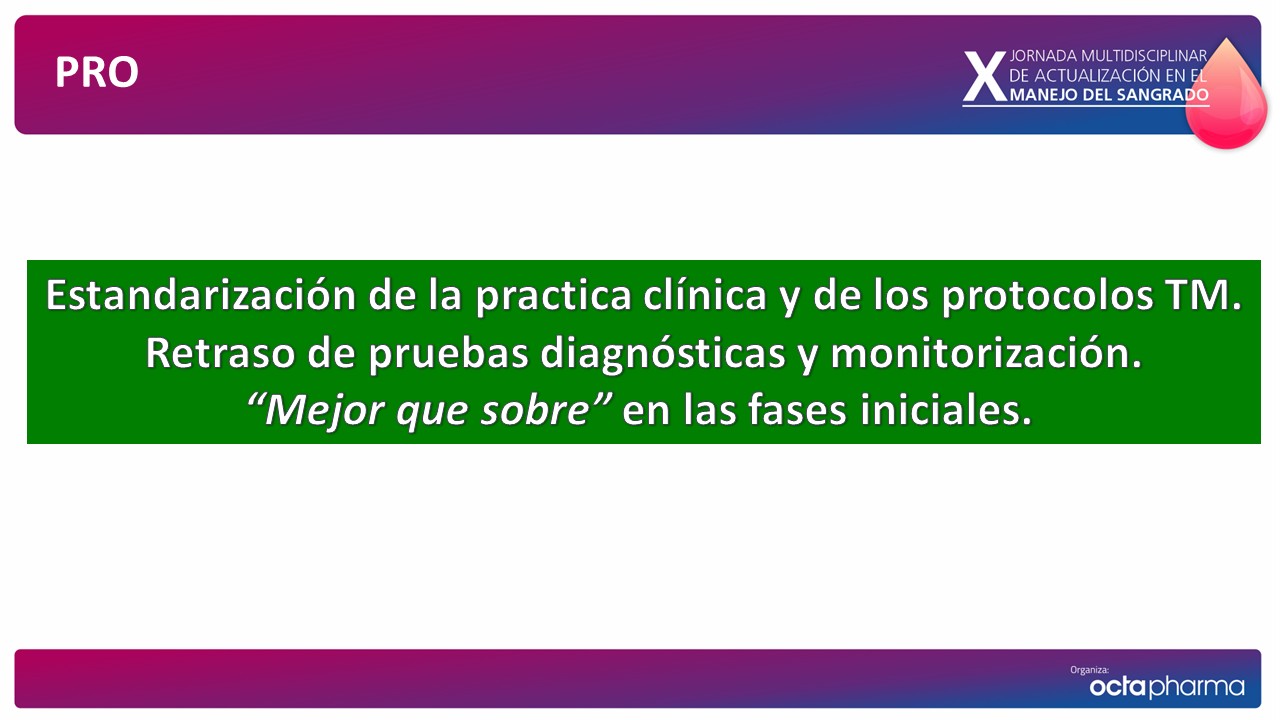 PRO
X JORNADA MULTIDISCIPLINAR
DE ACTUALIZACIÓN EN EL
MANEJO DEL SANGRADO
Estandarización de la practica clínica y de los protocolos TM.
Retraso de pruebas diagnósticas y monitorización.
“Mejor que sobre” en las fases iniciales.
Organiza:
octapharma